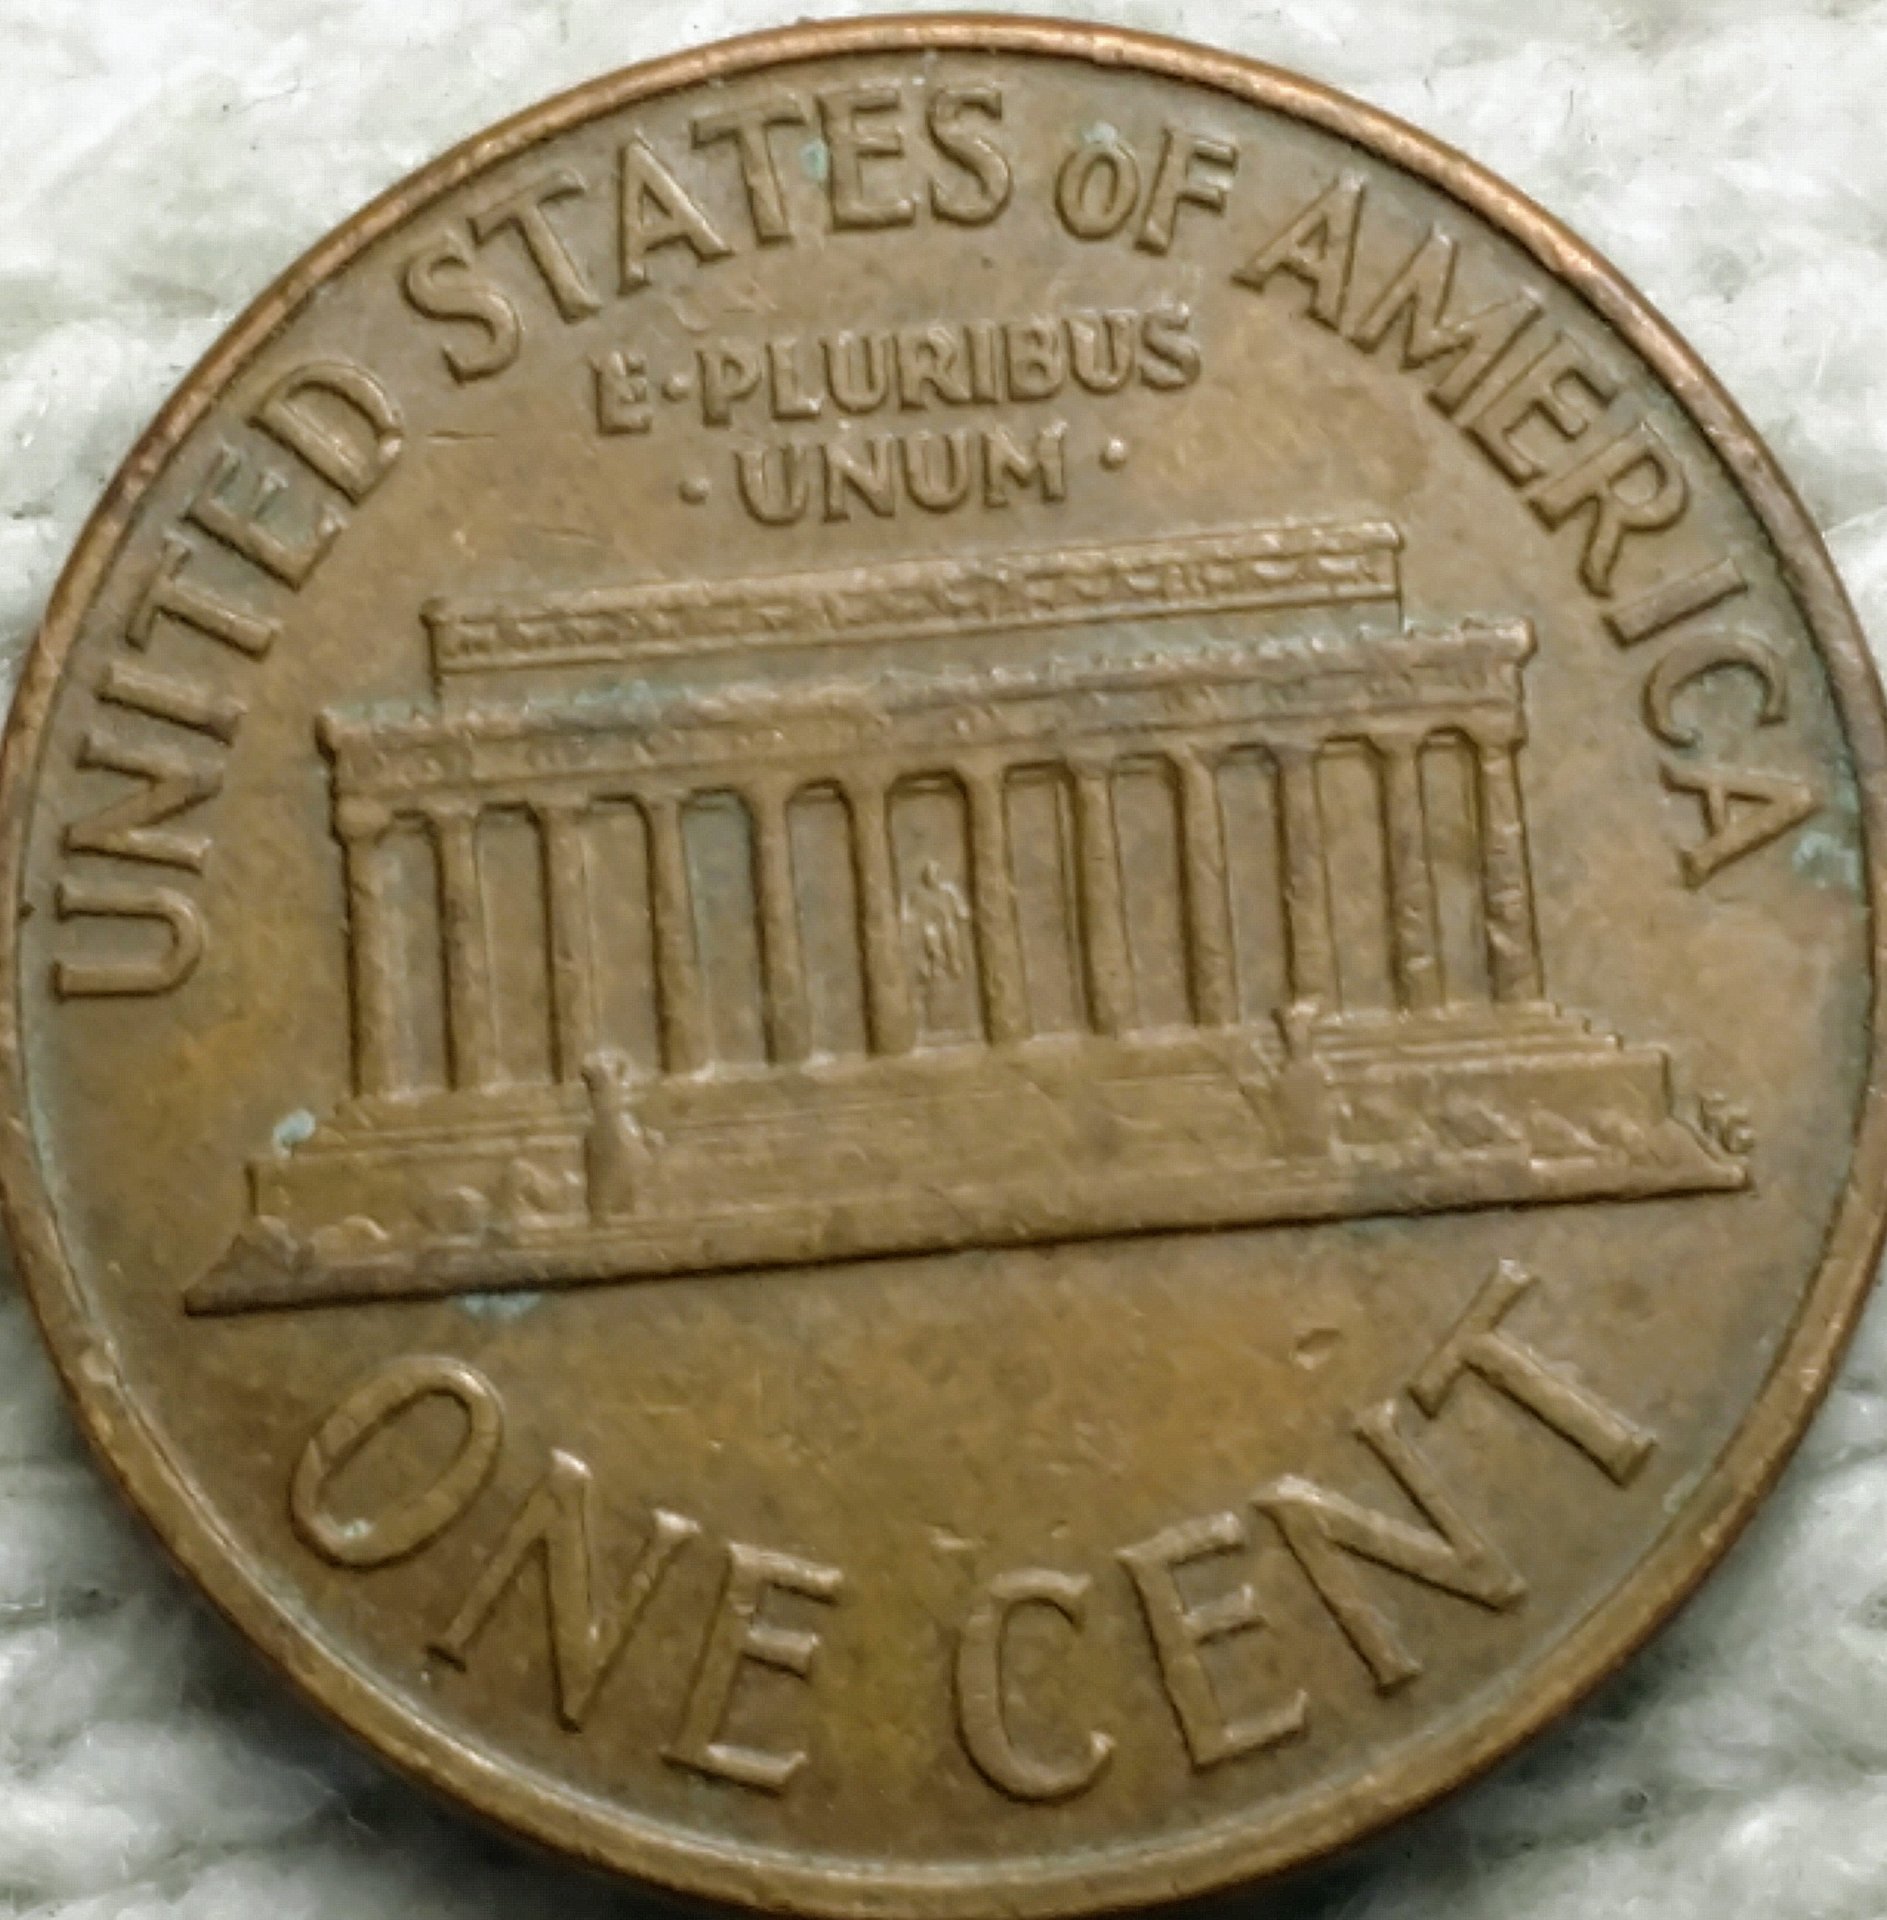 UNITED STATES OF AMERICA
E·PLURIBUS
·UNUM·
ONE CENT